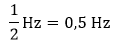 1/2 Hz = 0,5 Hz